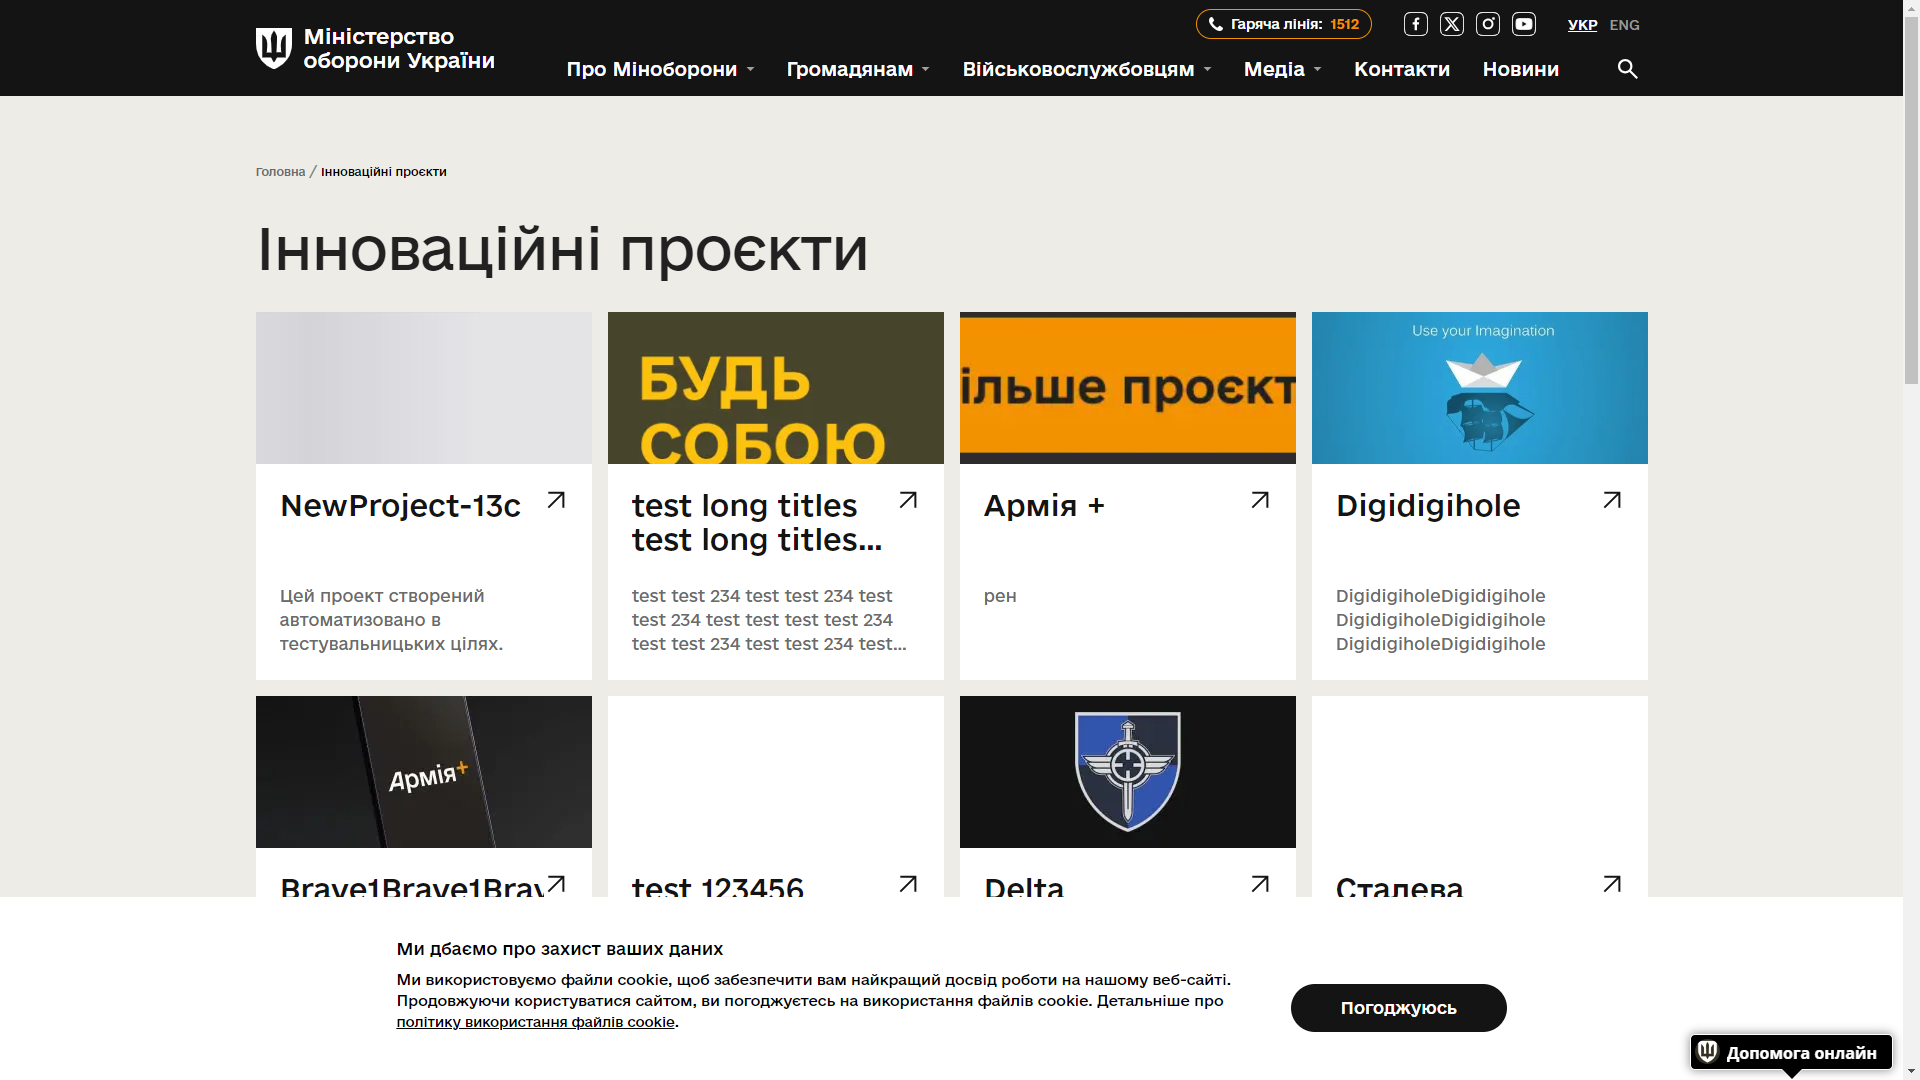 Міністерство
оборони України
Гаряча лінія: 1512
УКР ENG
Про Міноборони
Громадянам
Військовослужбовцям
Медіа
Контакти
Новини
Головна / Інноваційні проєкти
Інноваційні проєкти
БУДЬ
СОБОЮ
ільше проєкт
Use your Imagination
NewProject-13c
test long titles
test long titles...
Армія +
Digidigihole
Цей проект створений
автоматизовано в
тестувальницьких цілях.
test test 234 test test 234 test
test 234 test test test test 234
test test 234 test test 234 test...
рен
DigidigiholeDigidigihole
DigidigiholeDigidigihole
DigidigiholeDigidigihole
Армія+
Brave1Brave1Brav
test 123456
Delta
Сталева
Ми дбаємо про захист ваших даних
Ми використовуємо файли cookie, щоб забезпечити вам найкращий досвід роботи на нашому веб-сайті.
Продовжуючи користуватися сайтом, ви погоджуєтесь на використання файлів cookie. Детальніше про
політику використання файлів cookie.
Погоджуюсь
Допомога онлайн